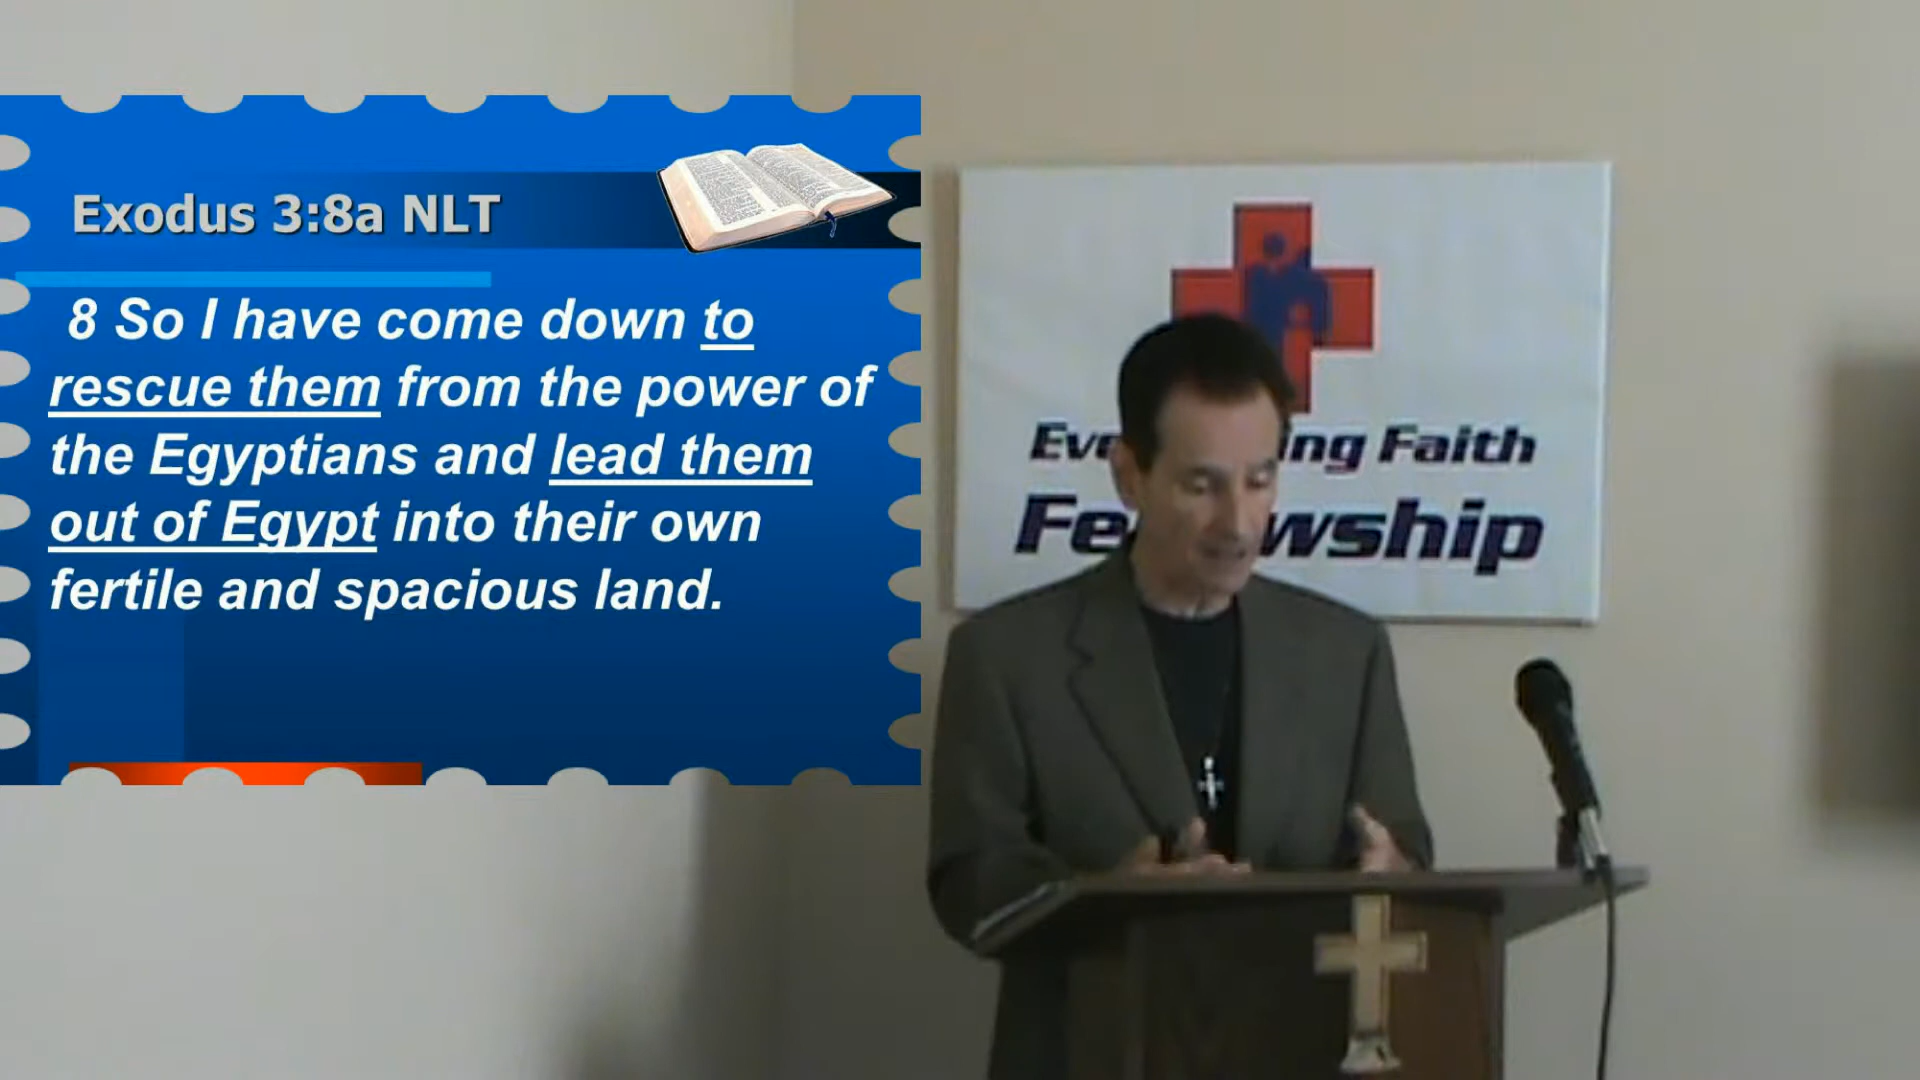 Exodus 3:8a NLT
8 So I have come down to
rescue them from the power of
the Egyptians and lead them
out of Egypt into their own
fertile and spacious land.
Faith